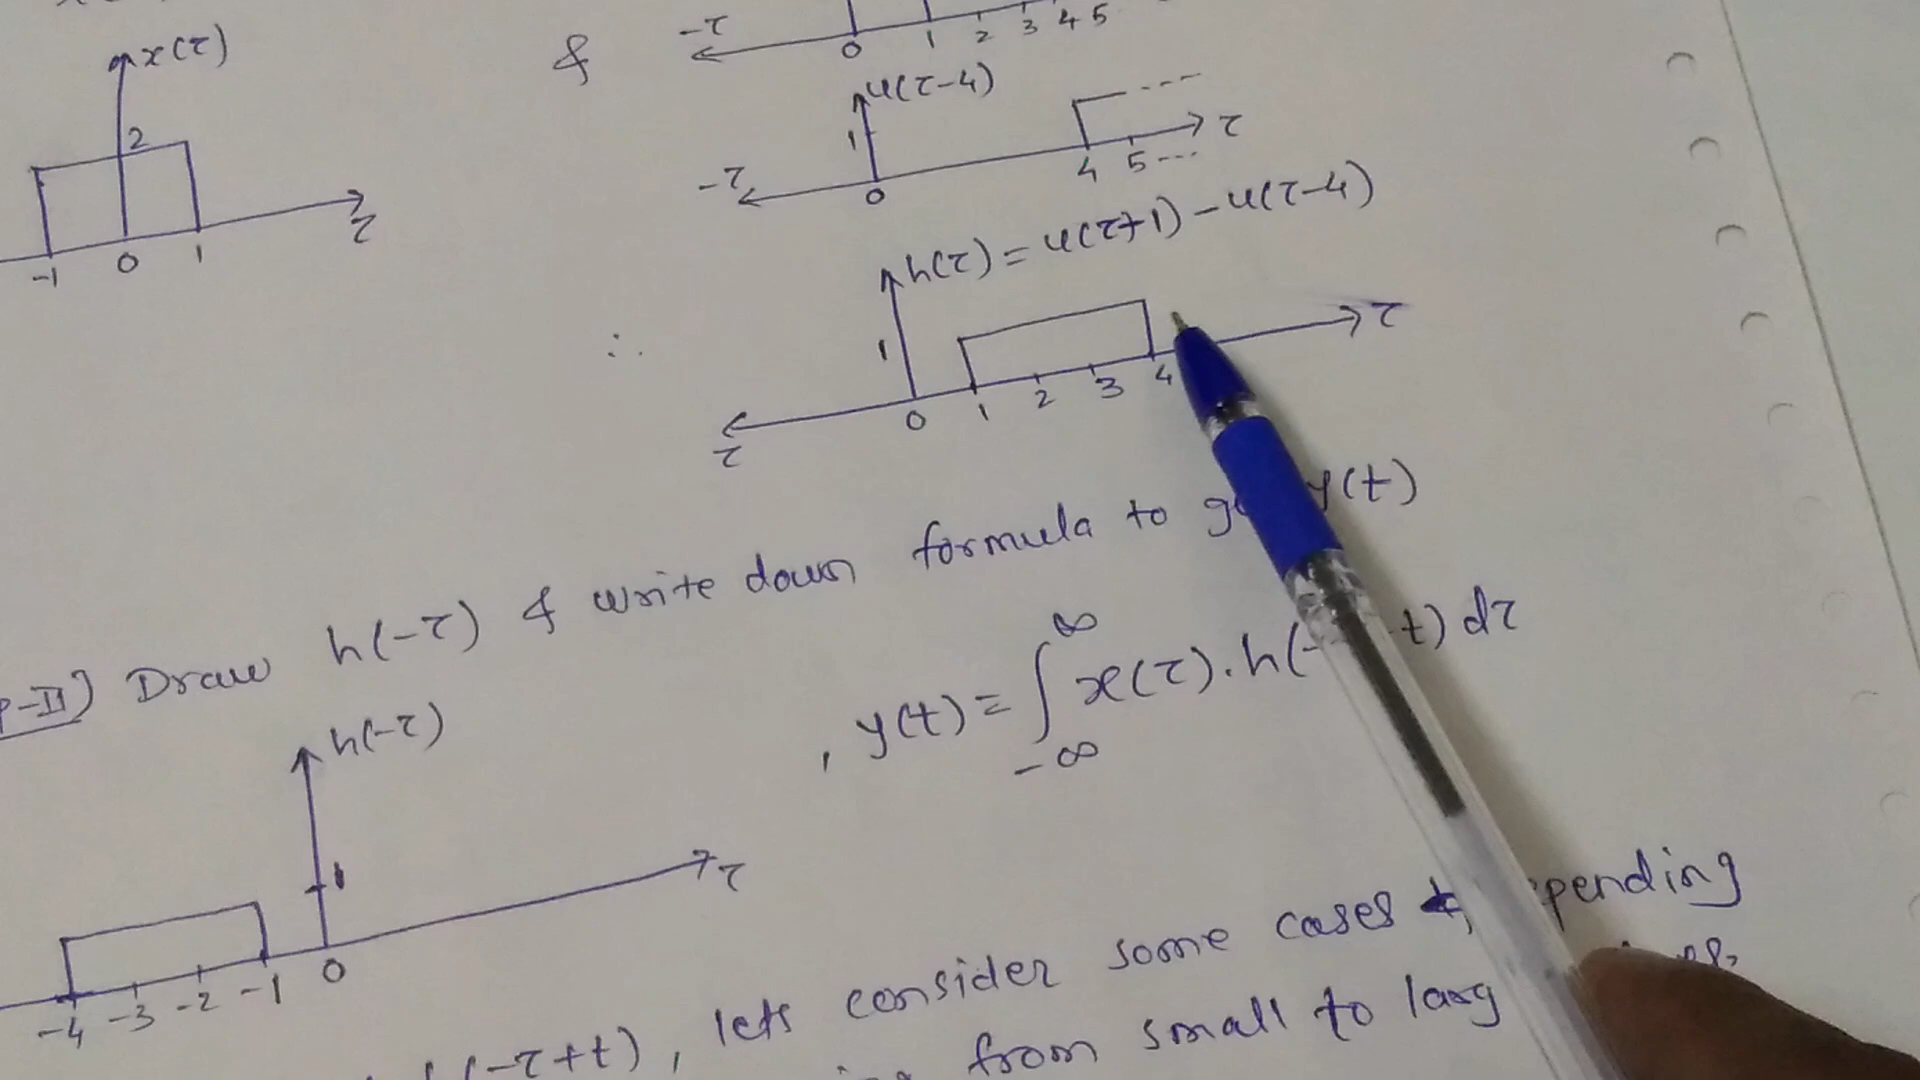 x(τ)
2
-1 0 1 τ
&
-τ
0 1 2 3 4 5
u(τ-4)
1
-τ 0 4 5 --- τ
h(τ) = u(τ+1) - u(τ-4)
∴
1
τ 0 1 2 3 4 τ
) Draw h(-τ) & write down formula to y(t)
h(-τ)
1
-4 -3 -2 -1 0 τ
, y(t) = ∫ x(τ).h(- t) dτ
∞
-∞
(-τ+t), lets consider some cases pending
from small to larg